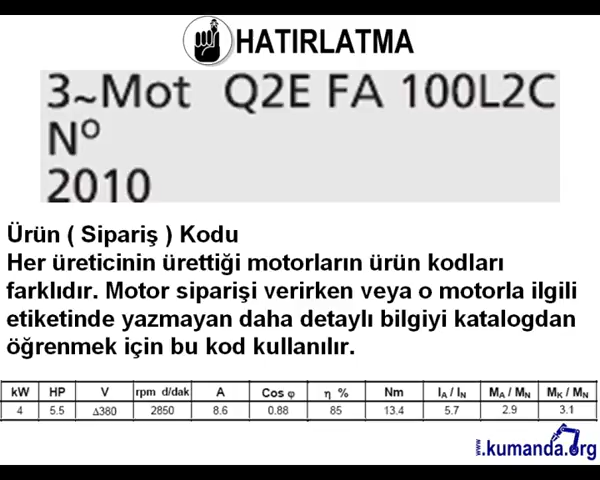 HATIRLATMA
3~Mot Q2E FA 100L2C
Nº
2010
Ürün ( Sipariş ) Kodu
Her üreticinin ürettiği motorların ürün kodları
farklıdır. Motor siparişi verirken veya o motorla ilgili
etiketinde yazmayan daha detaylı bilgiyi katalogdan
öğrenmek için bu kod kullanılır.
kW HP V rpm d/dak A Cos φ η % Nm IA / IN MA / MN MK / MN
4 5.5 Δ380 2850 8.6 0.88 85 13.4 5.7 2.9 3.1
.kumanda.org